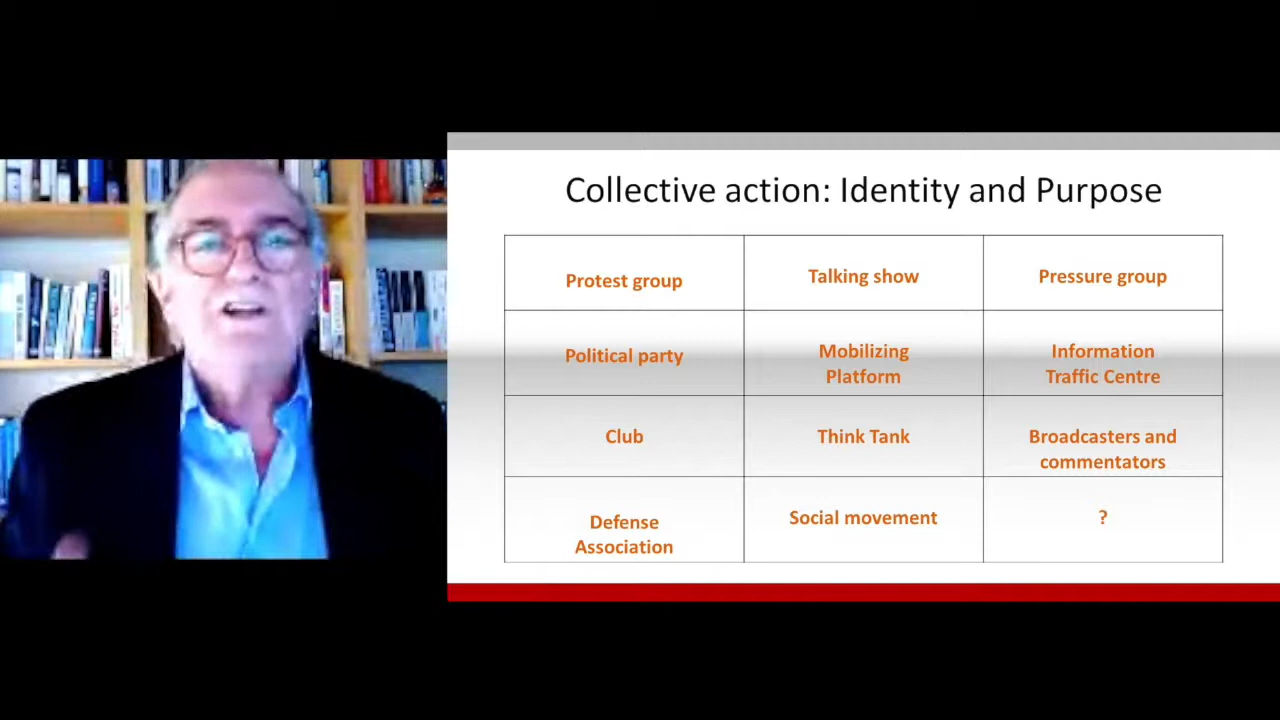 Collective action: Identity and Purpose
Protest group
Talking show
Pressure group
Political party
Mobilizing
Platform
Information
Traffic Centre
Club
Think Tank
Broadcasters and
commentators
Defense
Association
Social movement
?